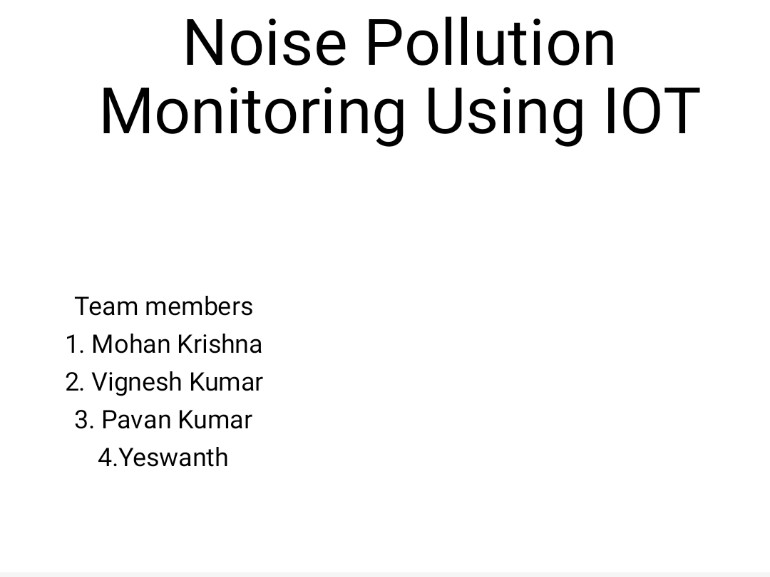 Noise Pollution
Monitoring Using IOT
Team members
1. Mohan Krishna
2. Vignesh Kumar
3. Pavan Kumar
4.Yeswanth